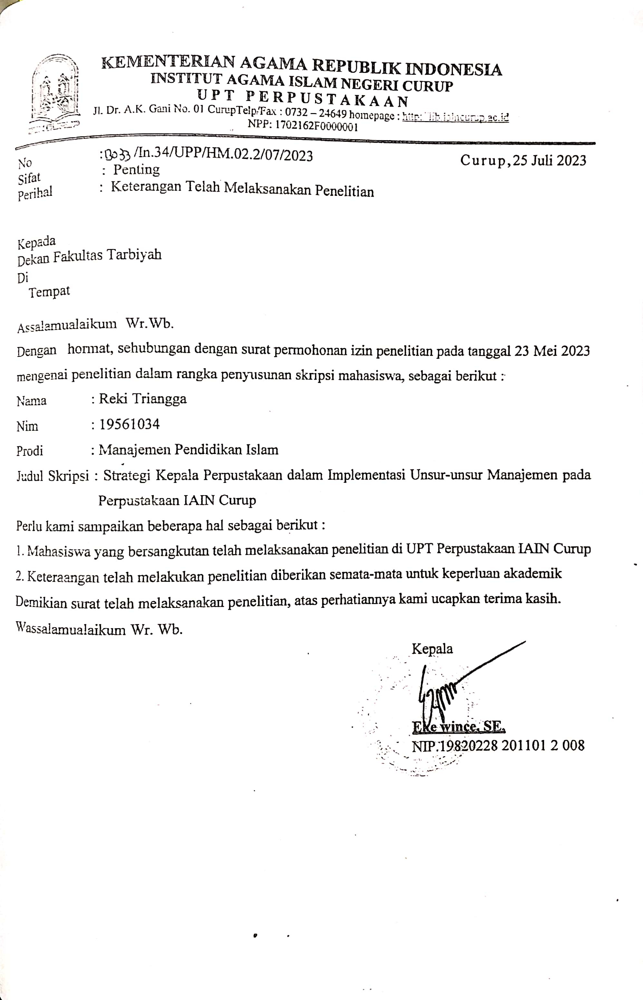 KEMENTERIAN AGAMA REPUBLIK INDONESIA
INSTITUT AGAMA ISLAM NEGERI CURUP
UPT PERPUSTAKAAN
Jl. Dr. A.K. Gani No. 01 CurupTelp/Fax : 0732 – 24649 homepage :
NPP: 1702162F0000001
No : /In.34/UPP/HM.02.2/07/2023 Curup,25 Juli 2023
Sifat : Penting
Perihal : Keterangan Telah Melaksanakan Penelitian
Kepada
Dekan Fakultas Tarbiyah
Di
Tempat
Assalamualaikum Wr.Wb.
Dengan hormat, sehubungan dengan surat permohonan izin penelitian pada tanggal 23 Mei 2023
mengenai penelitian dalam rangka penyusunan skripsi mahasiswa, sebagai berikut :
Nama : Reki Triangga
Nim : 19561034
Prodi : Manajemen Pendidikan Islam
Judul Skripsi : Strategi Kepala Perpustakaan dalam Implementasi Unsur-unsur Manajemen pada
Perpustakaan IAIN Curup
Perlu kami sampaikan beberapa hal sebagai berikut :
1. Mahasiswa yang bersangkutan telah melaksanakan penelitian di UPT Perpustakaan IAIN Curup
2. Keteraangan telah melakukan penelitian diberikan semata-mata untuk keperluan akademik
Demikian surat telah melaksanakan penelitian, atas perhatiannya kami ucapkan terima kasih.
Wassalamualaikum Wr. Wb.
Kepala
Eke wince, SE.
NIP.19820228 201101 2 008